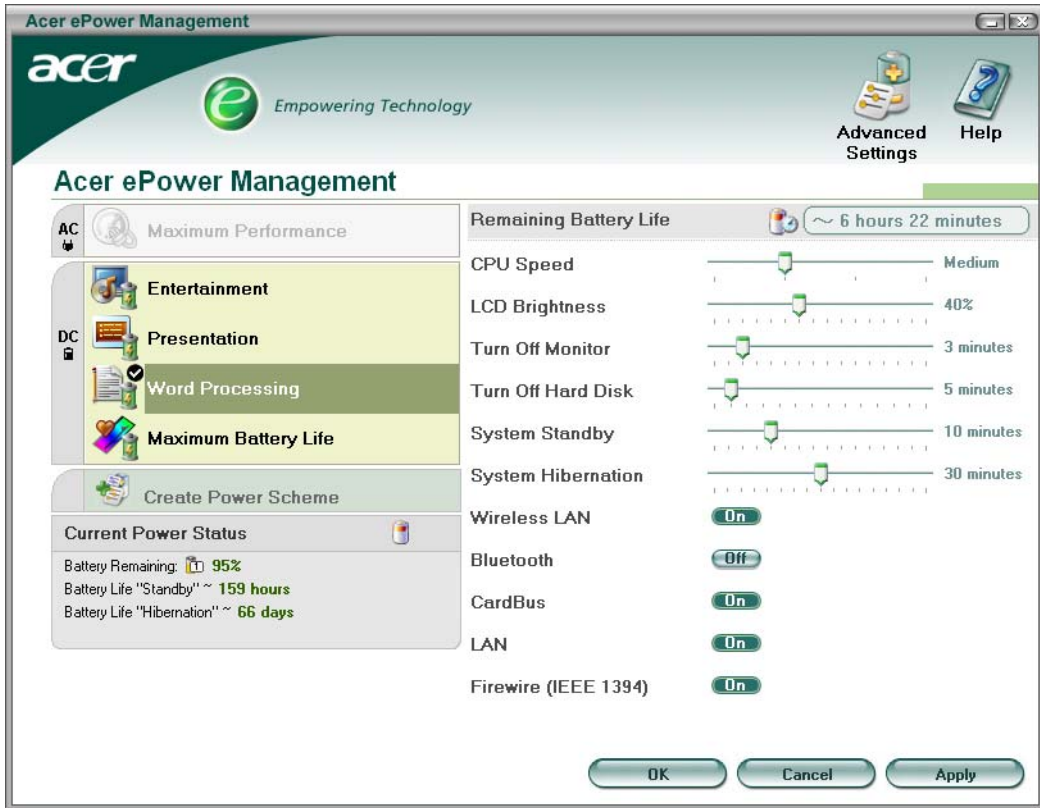 Acer ePower Management
acer
e Empowering Technology
Advanced Settings
Help
Acer ePower Management
AC
Maximum Performance
DC
Entertainment
Presentation
Word Processing
Maximum Battery Life
Create Power Scheme
Current Power Status
Battery Remaining: 1 95%
Battery Life "Standby" ~ 159 hours
Battery Life "Hibernation" ~ 66 days
Remaining Battery Life ~ 6 hours 22 minutes
CPU Speed Medium
LCD Brightness 40%
Turn Off Monitor 3 minutes
Turn Off Hard Disk 5 minutes
System Standby 10 minutes
System Hibernation 30 minutes
Wireless LAN On
Bluetooth Off
CardBus On
LAN On
Firewire (IEEE 1394) On
OK Cancel Apply